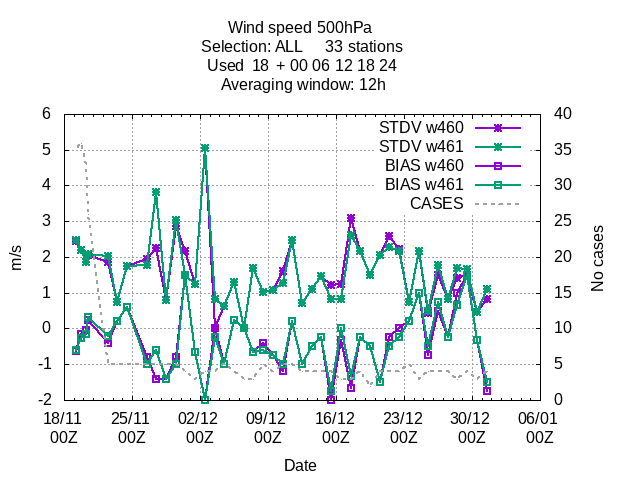 Wind speed 500hPa
Selection: ALL 33 stations
Used 18 + 00 06 12 18 24
Averaging window: 12h
STDV w460
STDV w461
BIAS w460
BIAS w461
CASES
6
5
4
3
2
1
0
-1
-2
40
35
30
25
20
15
10
5
0
m/s
No cases
18/11 25/11 02/12 09/12 16/12 23/12 30/12 06/01
00Z 00Z 00Z 00Z 00Z 00Z 00Z 00Z
Date